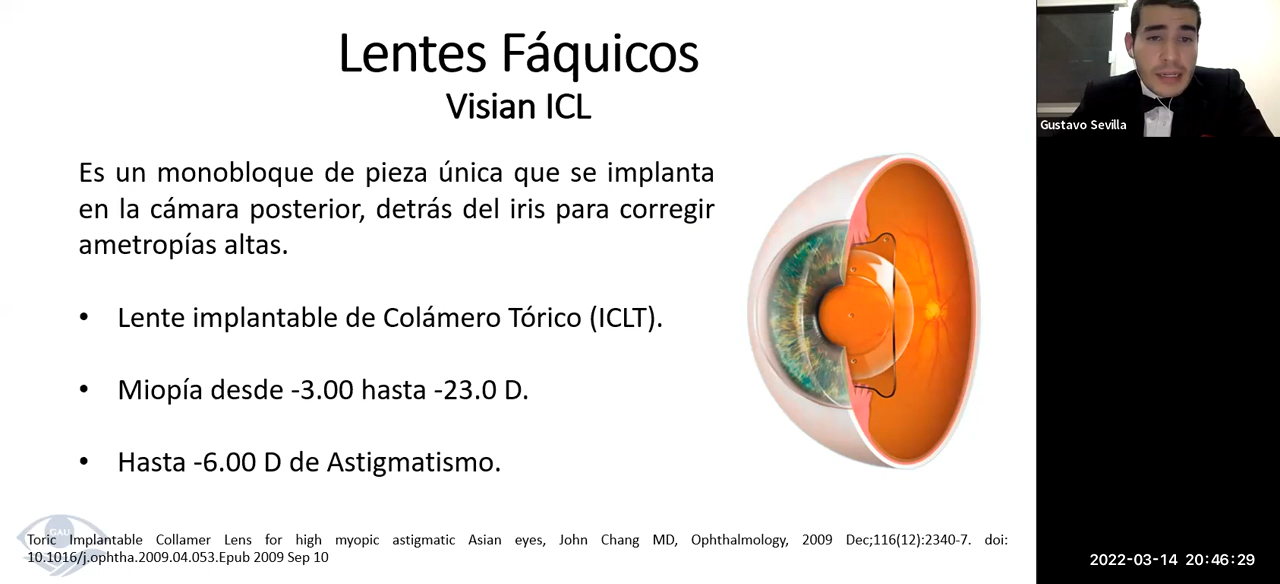 Lentes Fáquicos
Visian ICL
Es un monobloque de pieza única que se implanta
en la cámara posterior, detrás del iris para corregir
ametropías altas.
• Lente implantable de Colámero Tórico (ICLT).
• Miopía desde -3.00 hasta -23.0 D.
• Hasta -6.00 D de Astigmatismo.
GAU
Toric Implantable Collamer Lens for high myopic astigmatic Asian eyes, John Chang MD, Ophthalmology, 2009 Dec;116(12):2340-7. doi:
10.1016/j.ophtha.2009.04.053.Epub 2009 Sep 10
Gustavo Sevilla
2022-03-14 20:46:29